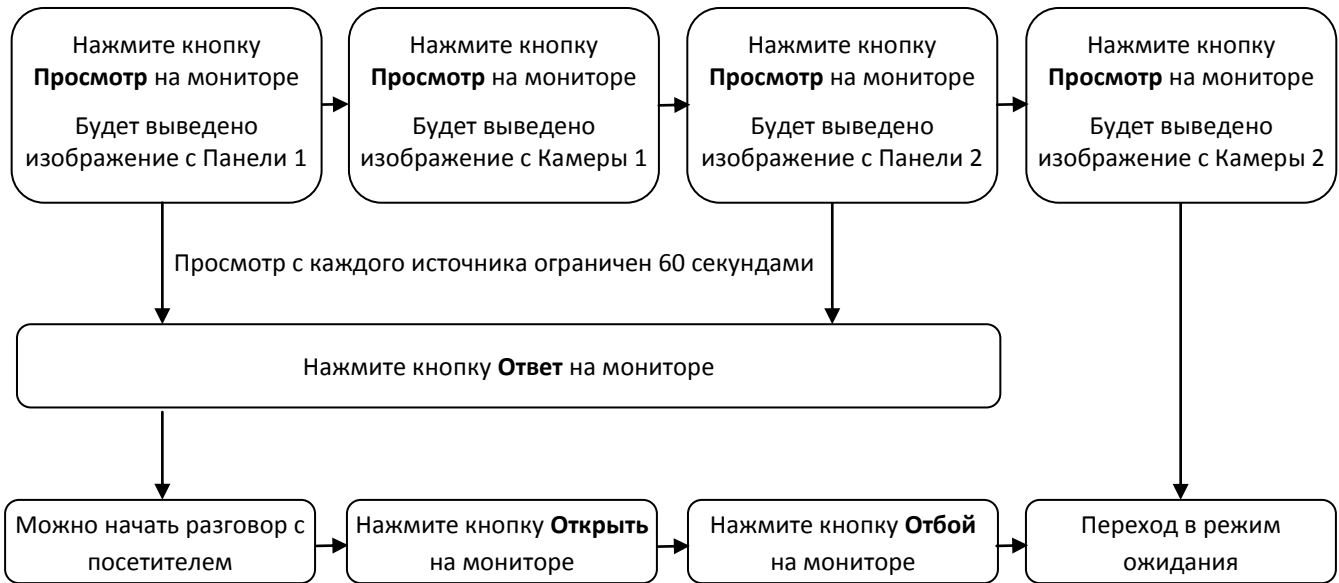 Нажмите кнопку
Просмотр на мониторе
Будет выведено
изображение с Панели 1
Нажмите кнопку
Просмотр на мониторе
Будет выведено
изображение с Камеры 1
Нажмите кнопку
Просмотр на мониторе
Будет выведено
изображение с Панели 2
Нажмите кнопку
Просмотр на мониторе
Будет выведено
изображение с Камеры 2
Просмотр с каждого источника ограничен 60 секундами
Нажмите кнопку Ответ на мониторе
Можно начать разговор с
посетителем
Нажмите кнопку Открыть
на мониторе
Нажмите кнопку Отбой
на мониторе
Переход в режим
ожидания